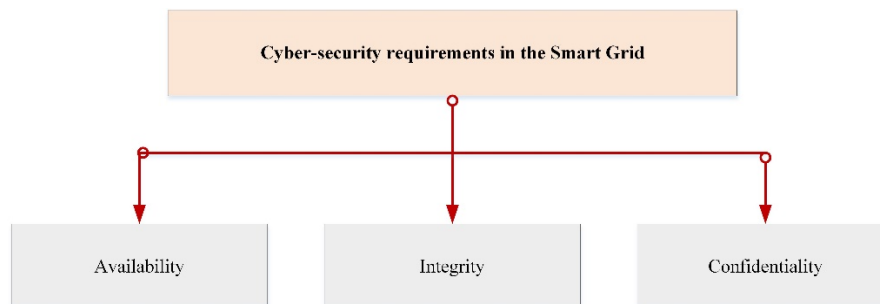 Cyber-security requirements in the Smart Grid
Availability
Integrity
Confidentiality